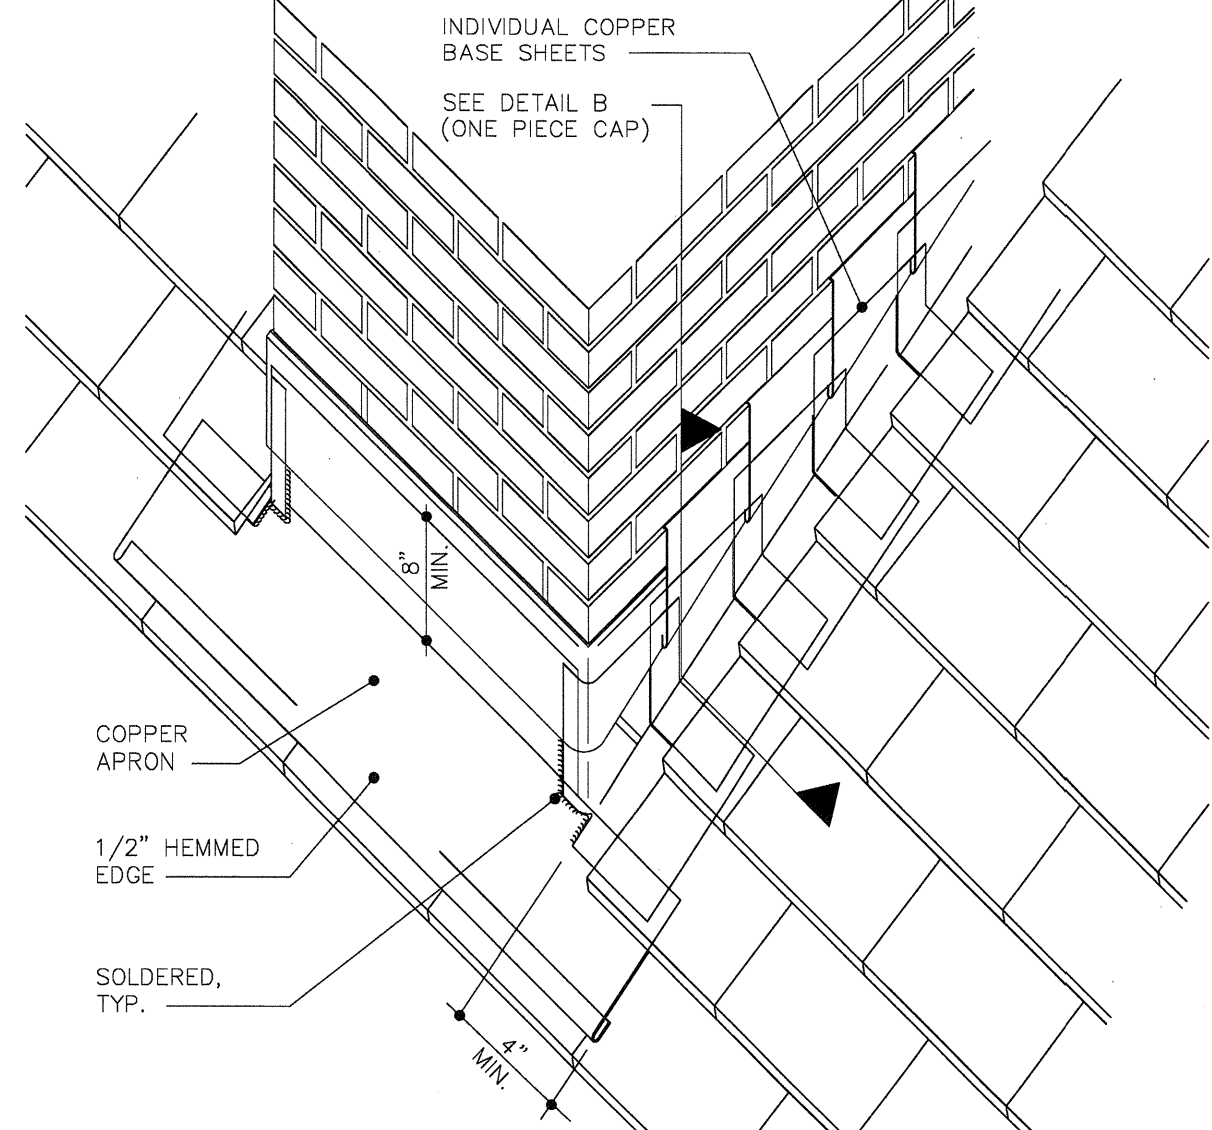 INDIVIDUAL COPPER
BASE SHEETS
SEE DETAIL B
(ONE PIECE CAP)
8"
MIN.
COPPER
APRON
1/2" HEMMED
EDGE
SOLDERED,
TYP.
4"
MIN.